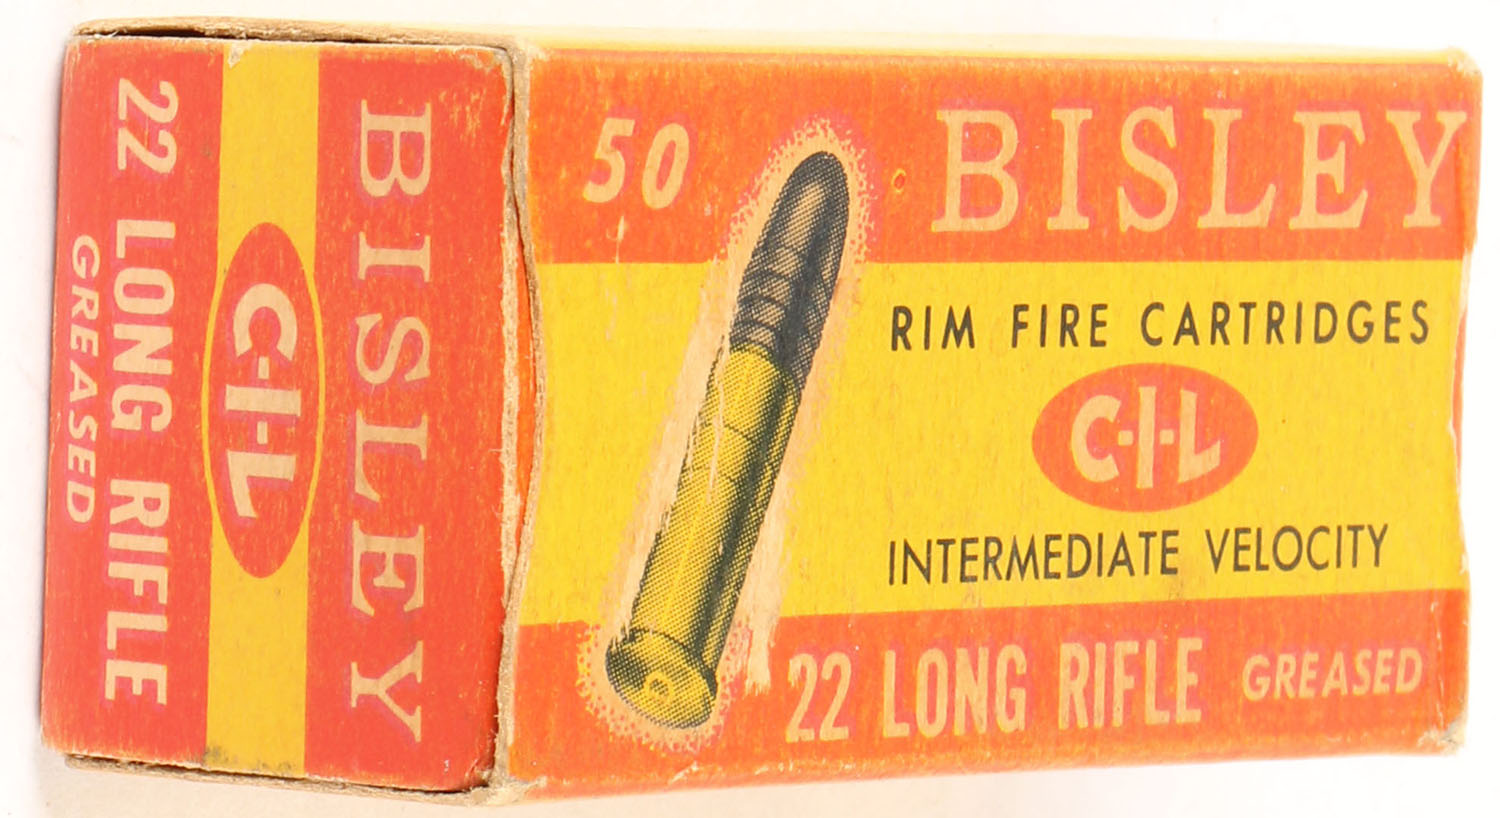 BISLEY
C-I-L
22 LONG RIFLE
GREASED
50
BISLEY
RIM FIRE CARTRIDGES
C-I-L
INTERMEDIATE VELOCITY
22 LONG RIFLE GREASED